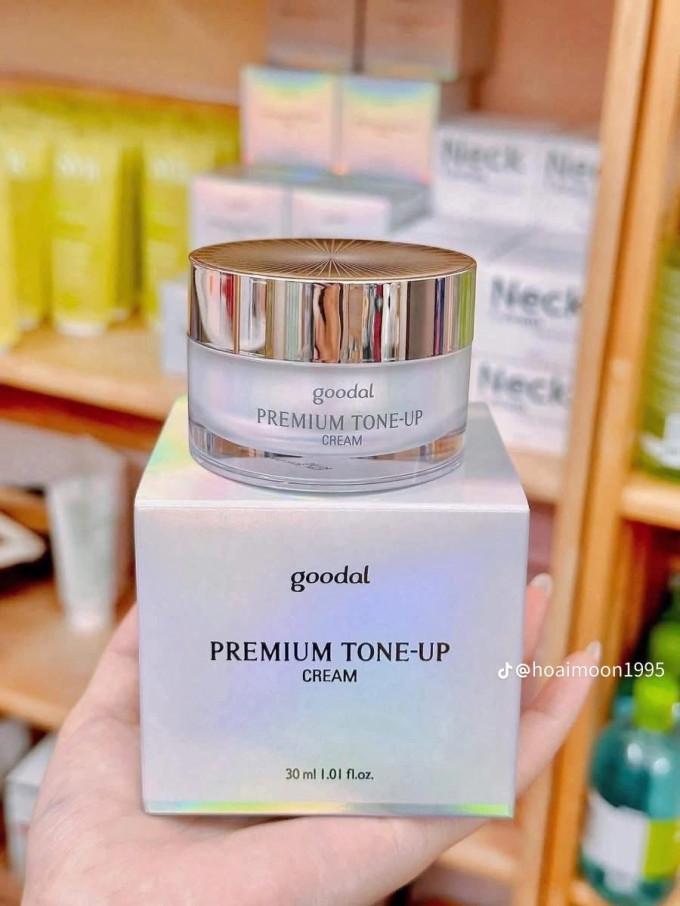 Neck
Ne
Neck
Neck
goodal
PREMIUM TONE-UP
CREAM
goodal
PREMIUM TONE-UP
CREAM
@hoaimoon1995
30 ml 1.01 fl.oz.